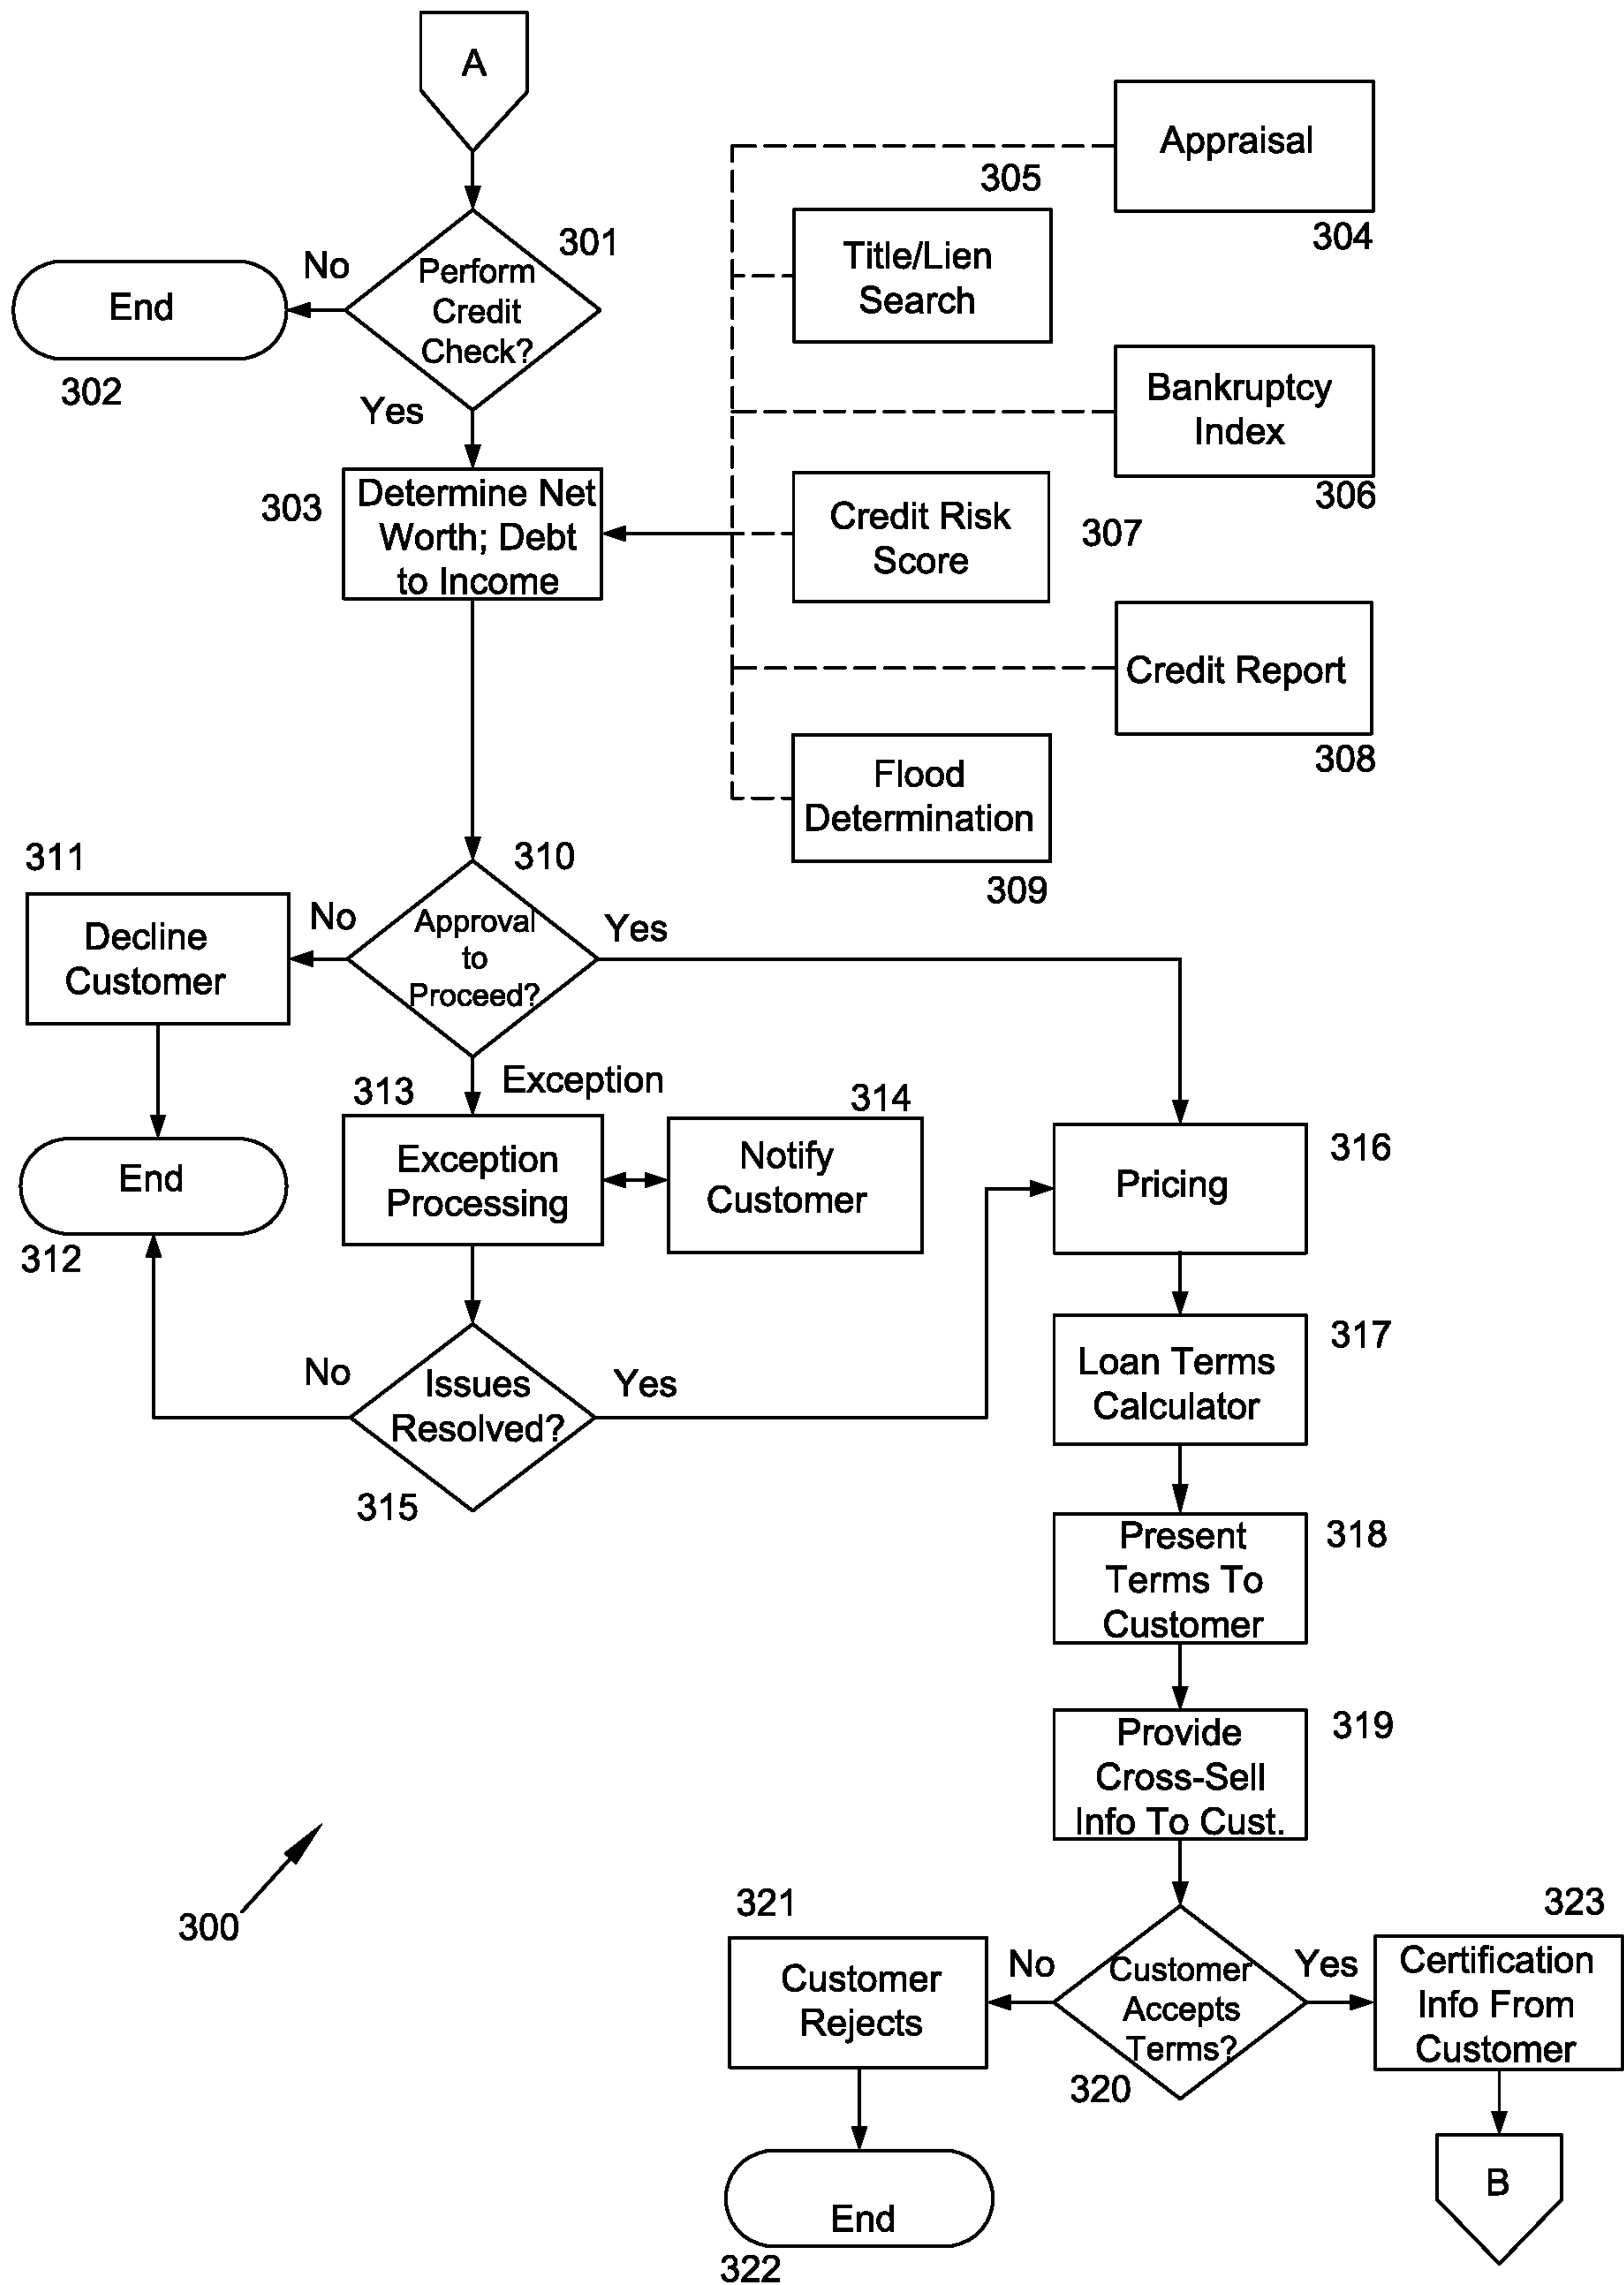 A
301
Perform
Credit
Check?
No
End
302
Yes
303
Determine Net
Worth; Debt
to Income
Appraisal
304
305
Title/Lien
Search
Bankruptcy
Index
306
Credit Risk
Score
307
Credit Report
308
Flood
Determination
309
310
Approval
to
Proceed?
No
311
Decline
Customer
End
312
Yes
Exception
313
Exception
Processing
314
Notify
Customer
Issues
Resolved?
315
No
Yes
316
Pricing
317
Loan Terms
Calculator
318
Present
Terms To
Customer
319
Provide
Cross-Sell
Info To Cust.
300
Customer
Accepts
Terms?
320
No
321
Customer
Rejects
End
322
Yes
323
Certification
Info From
Customer
B